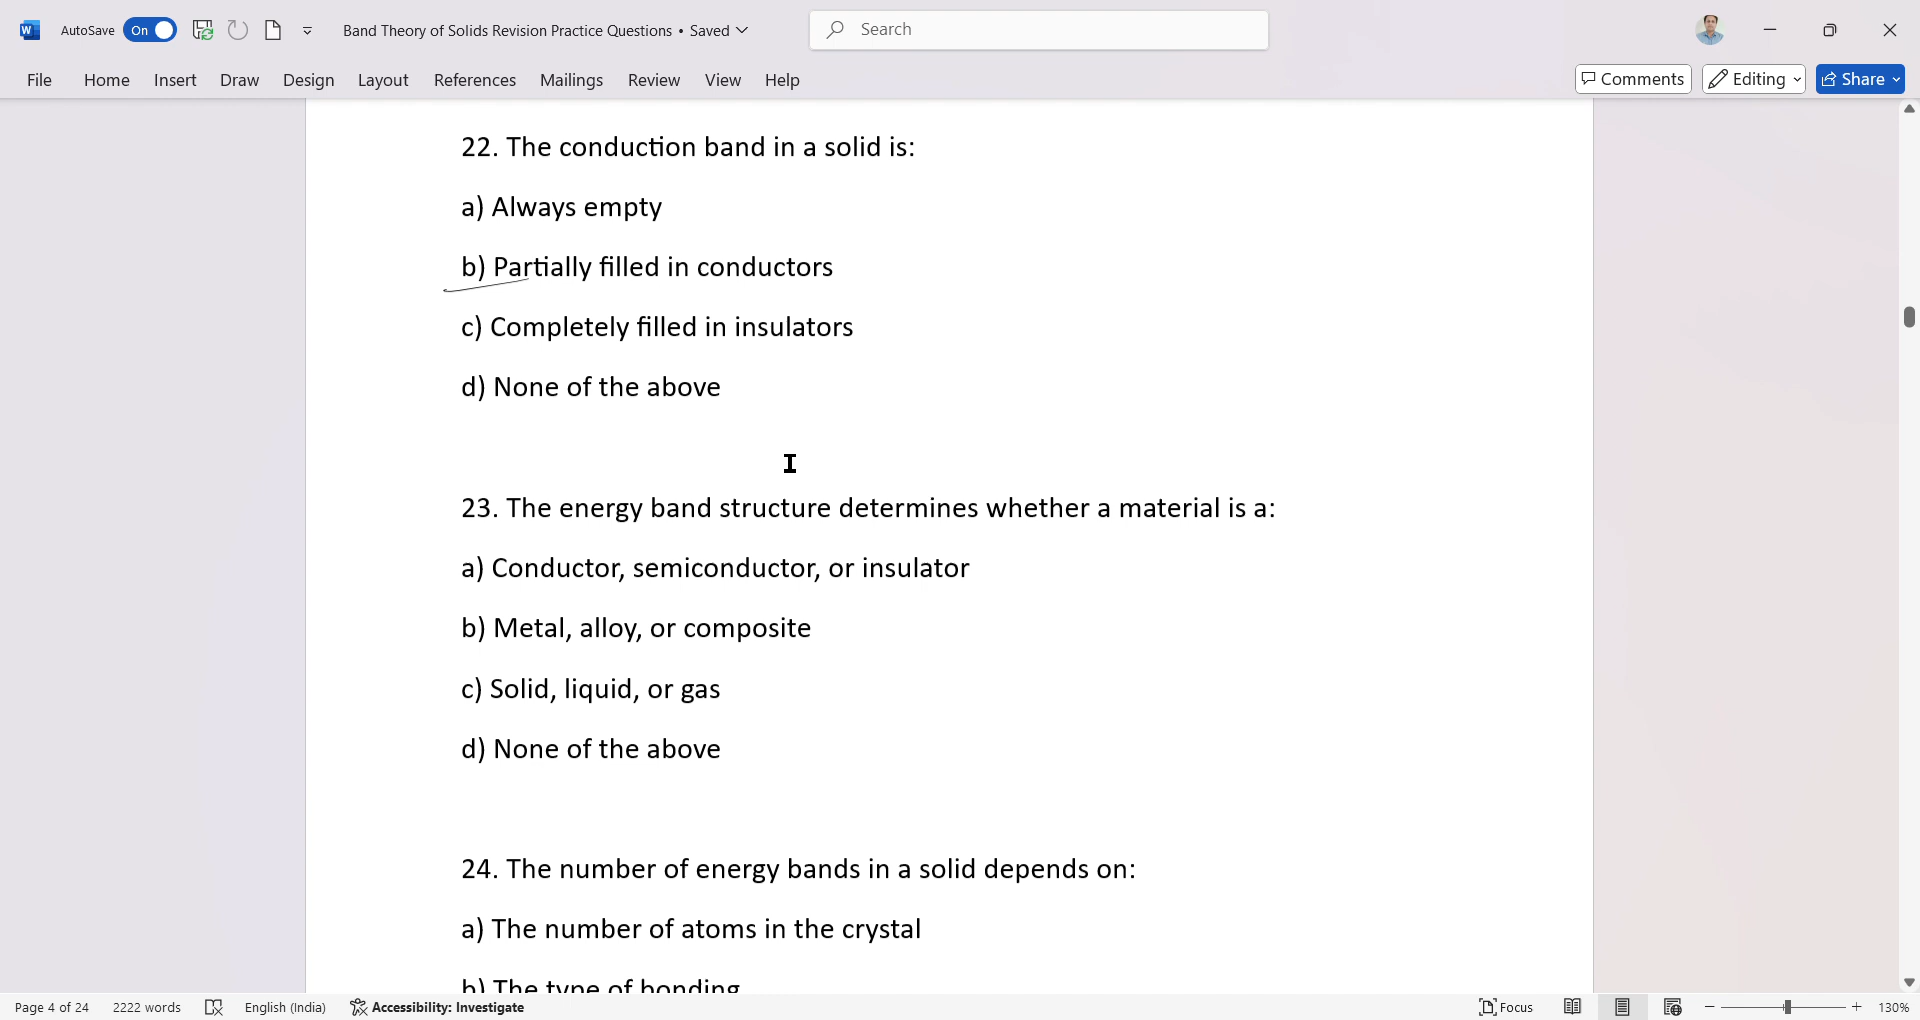 AutoSave On Band Theory of Solids Revision Practice Questions • Saved Search
File Home Insert Draw Design Layout References Mailings Review View Help Comments Editing Share
22. The conduction band in a solid is:
a) Always empty
b) Partially filled in conductors
c) Completely filled in insulators
d) None of the above
23. The energy band structure determines whether a material is a:
a) Conductor, semiconductor, or insulator
b) Metal, alloy, or composite
c) Solid, liquid, or gas
d) None of the above
24. The number of energy bands in a solid depends on:
a) The number of atoms in the crystal
b) The type of bonding
Page 4 of 24 2222 words English (India) Accessibility: Investigate Focus 130%